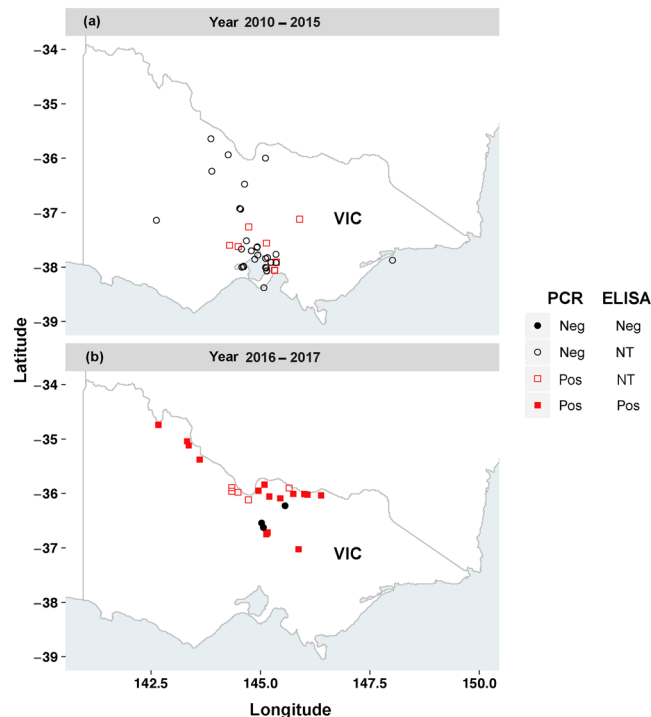 (a) Year 2010 – 2015
−34
−35
−36
−37
−38
−39
VIC
Latitude
PCR ELISA
Neg Neg
Neg NT
Pos NT
Pos Pos
(b) Year 2016 – 2017
−34
−35
−36
−37
−38
−39
VIC
142.5 145.0 147.5 150.0
Longitude